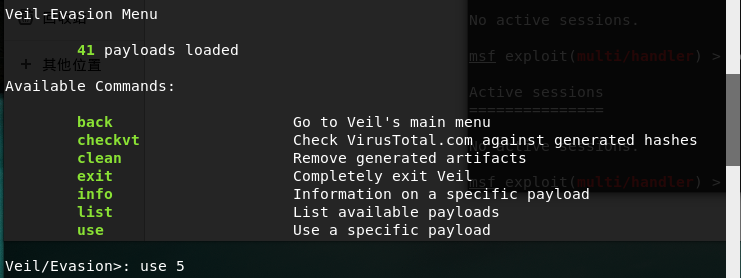 Veil-Evasion Menu
41 payloads loaded
Available Commands:
back Go to Veil's main menu
checkvt Check VirusTotal.com against generated hashes
clean Remove generated artifacts
exit Completely exit Veil
info Information on a specific payload
list List available payloads
use Use a specific payload
Veil/Evasion>: use 5
No active sessions.
msf exploit(multi/handler) >
Active sessions
===============
No active sessions.
msf exploit(multi/handler) >
+ 其他位置